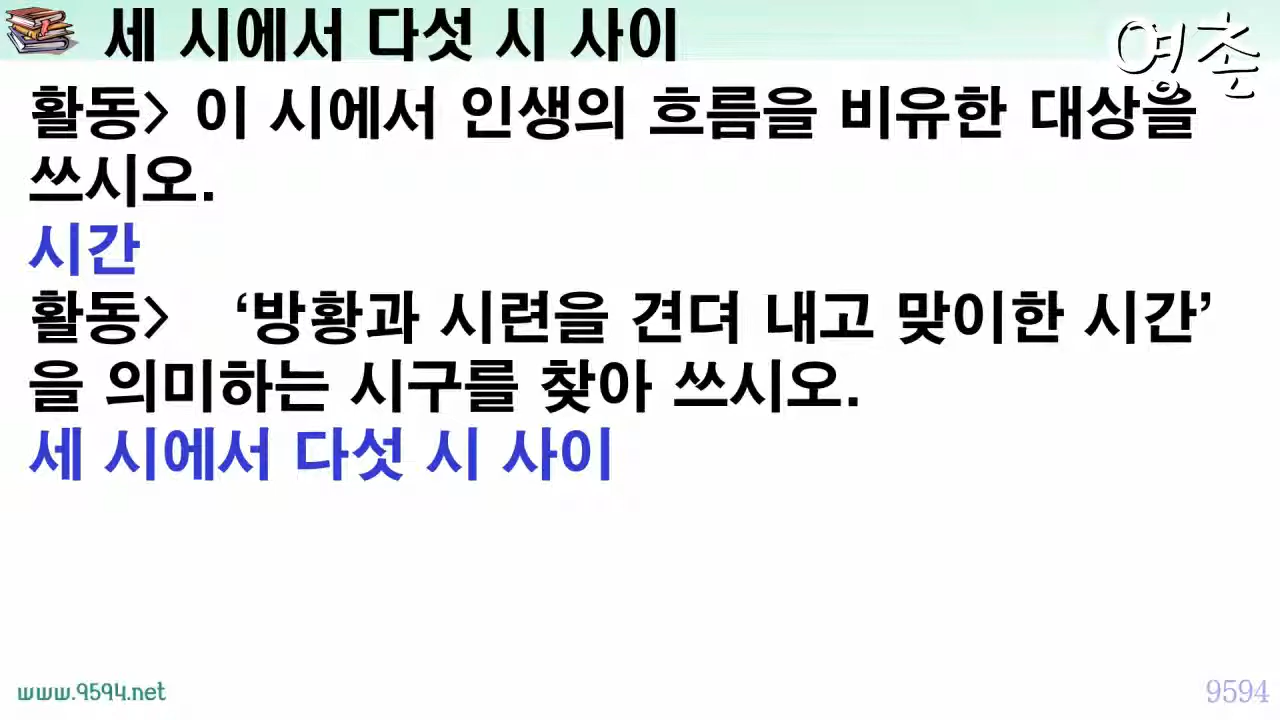 세 시에서 다섯 시 사이
영촌
활동> 이 시에서 인생의 흐름을 비유한 대상을
쓰시오.
시간
활동> ‘방황과 시련을 견뎌 내고 맞이한 시간’
을 의미하는 시구를 찾아 쓰시오.
세 시에서 다섯 시 사이
www.9594.net
9594